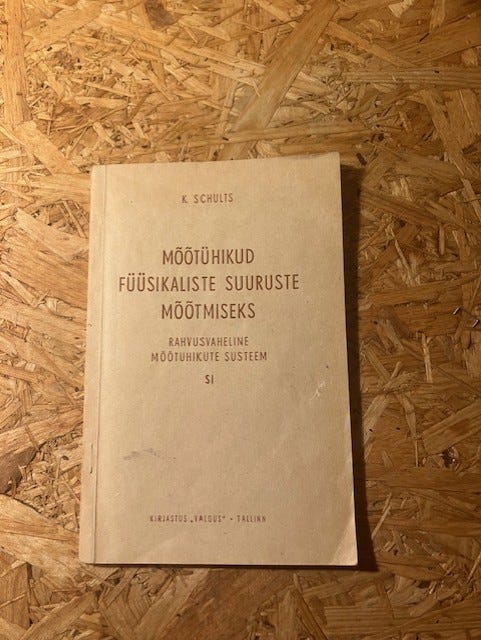 K. SCHULTS
MÕÕTÜHIKUD
FÜÜSIKALISTE SUURUSTE
MÕÕTMISEKS
RAHVUSVAHELINE
MÕÕTÜHIKUTE SÜSTEEM
SI
KIRJASTUS „VALGUS" • TALLINN